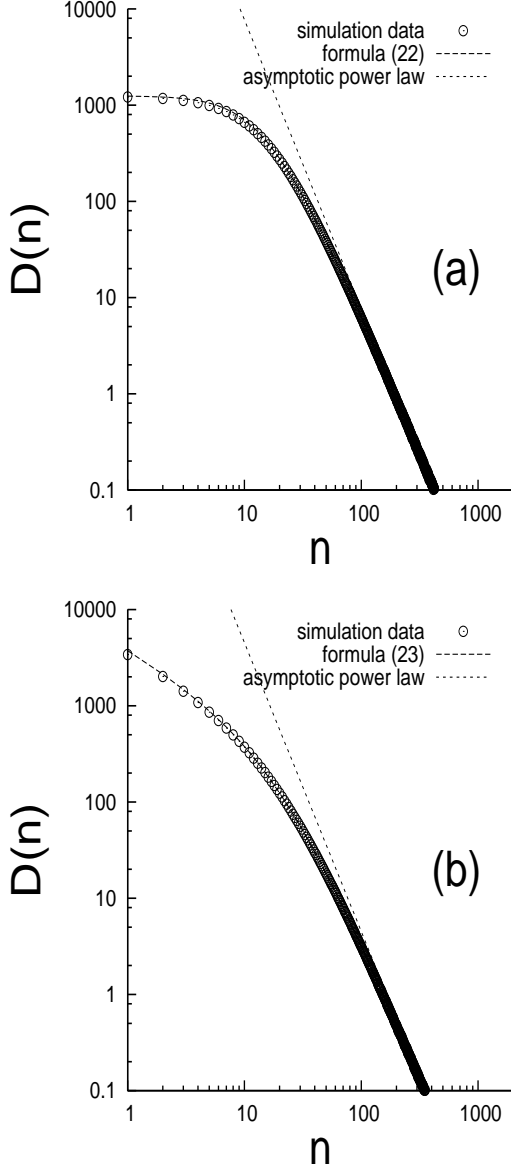 10000
1000
100
10
1
0.1
1
10
100
1000
D(n)
n
simulation data
formula (22)
asymptotic power law
(a)
10000
1000
100
10
1
0.1
1
10
100
1000
D(n)
n
simulation data
formula (23)
asymptotic power law
(b)